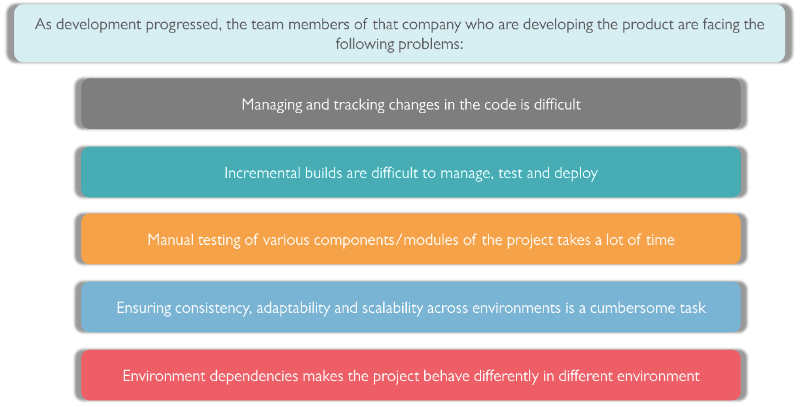 As development progressed, the team members of that company who are developing the product are facing the
following problems:
Managing and tracking changes in the code is difficult
Incremental builds are difficult to manage, test and deploy
Manual testing of various components/modules of the project takes a lot of time
Ensuring consistency, adaptability and scalability across environments is a cumbersome task
Environment dependencies makes the project behave differently in different environment